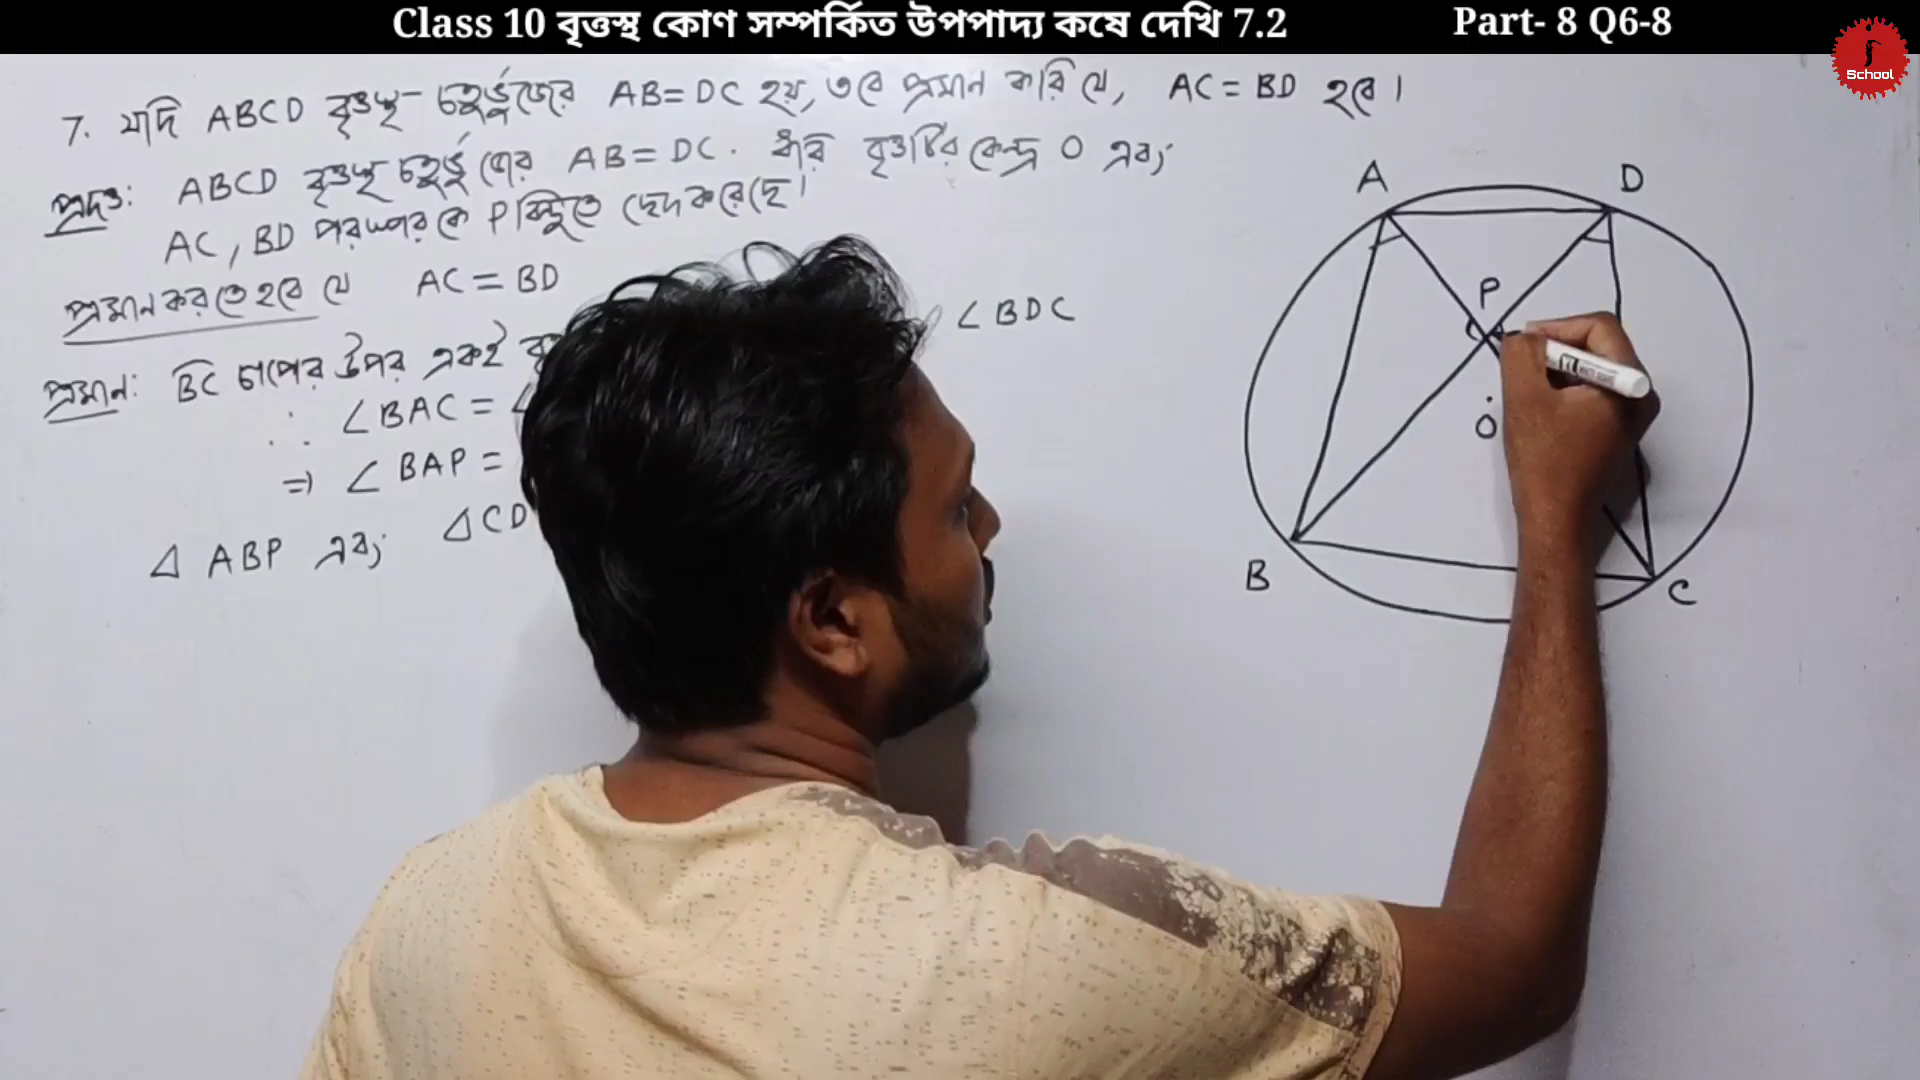 Class 10 বৃত্তস্থ কোণ সম্পর্কিত উপপাদ্য কষে দেখি 7.2
Part- 8 Q6-8
School
7. যদি ABCD বৃত্তস্থ চতুর্ভুজের AB = DC হয়, তবে প্রমান করি যে, AC = BD হবে।
প্রদত্ত: ABCD বৃত্তস্থ চতুর্ভুজের AB = DC. ধরি বৃত্তটির কেন্দ্র O এবং
AC, BD পরস্পরকে P বিন্দুতে ছেদ করেছে।
প্রমান করতে হবে যে AC = BD
প্রমান: BC চাপের উপর একই ∠BDC
∴ ∠BAC =
⇒ ∠BAP =
△ ABP এবং △CD
A
D
P
O
B
C